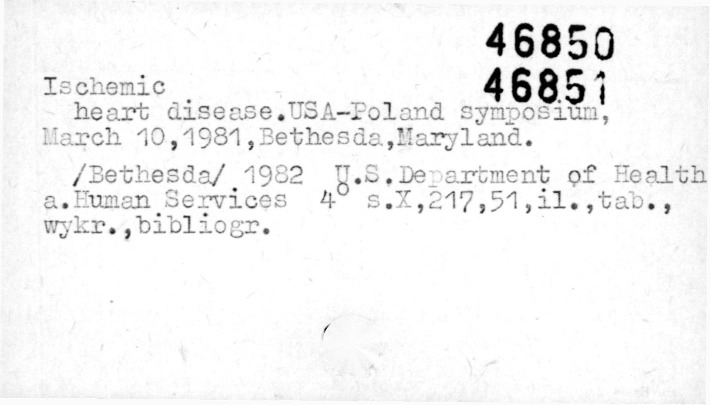 46850
46851
Ischemic
heart disease.USA-Poland symposium,
March 10,1981,Bethesda,Maryland.
/Bethesda/ 1982 U.S.Department of Health
a.Human Services 4° s.X,217,51,il.,tab.,
wykr.,bibliogr.